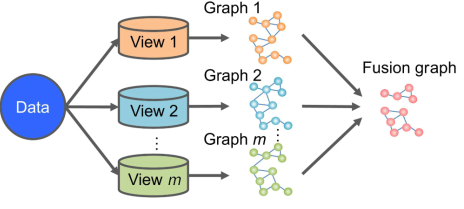 Graph 1
View 1
Graph 2
Fusion graph
Data
View 2
⋮
⋮
Graph m
View m